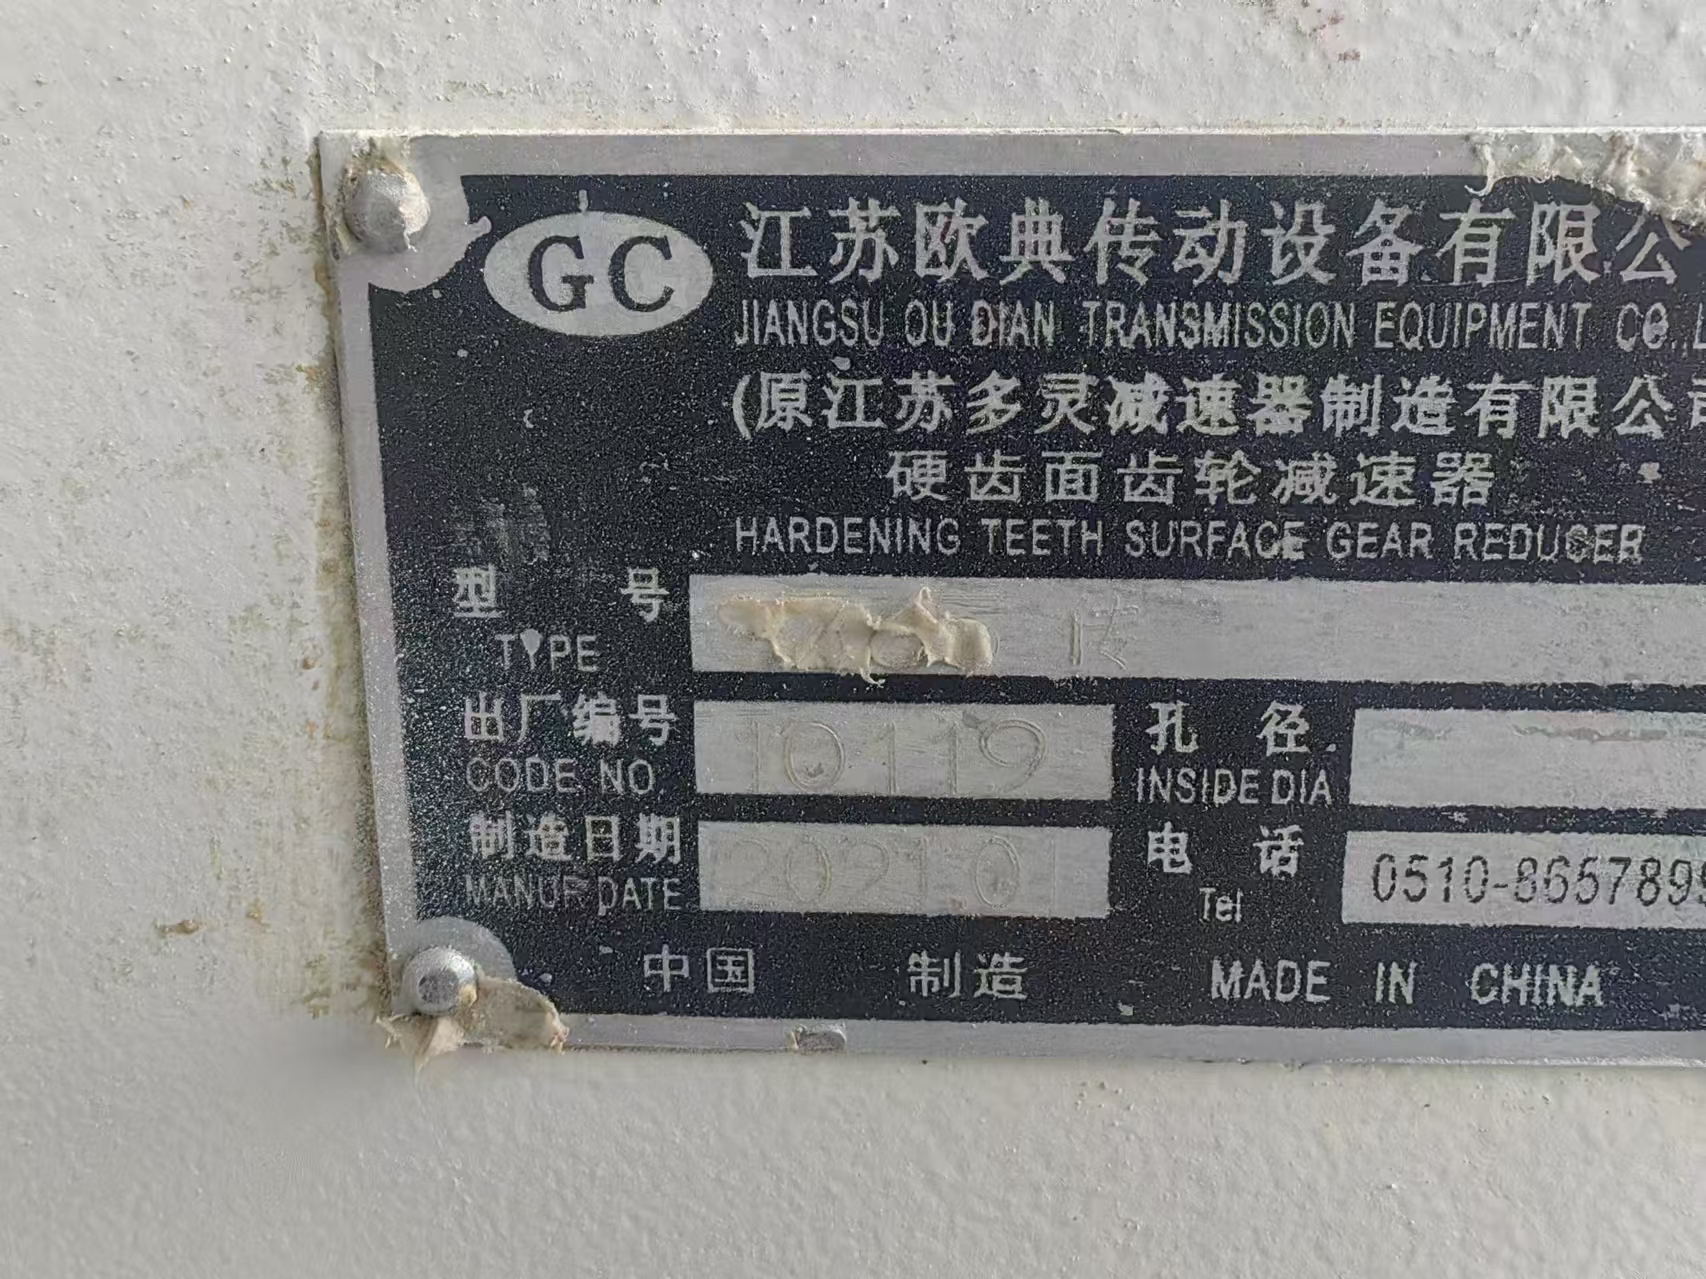 GC
江苏欧典传动设备有限公
JIANGSU OU DIAN TRANSMISSION EQUIPMENT CO.,L
(原江苏多灵减速器制造有限公司
硬齿面齿轮减速器
HARDENING TEETH SURFACE GEAR REDUCER
型 号
TYPE
出厂编号 10119 孔 径
CODE NO. INSIDE DIA
制造日期 2021.01 电 话 0510-8657899
MANUF DATE Tel
中国 制造 MADE IN CHINA